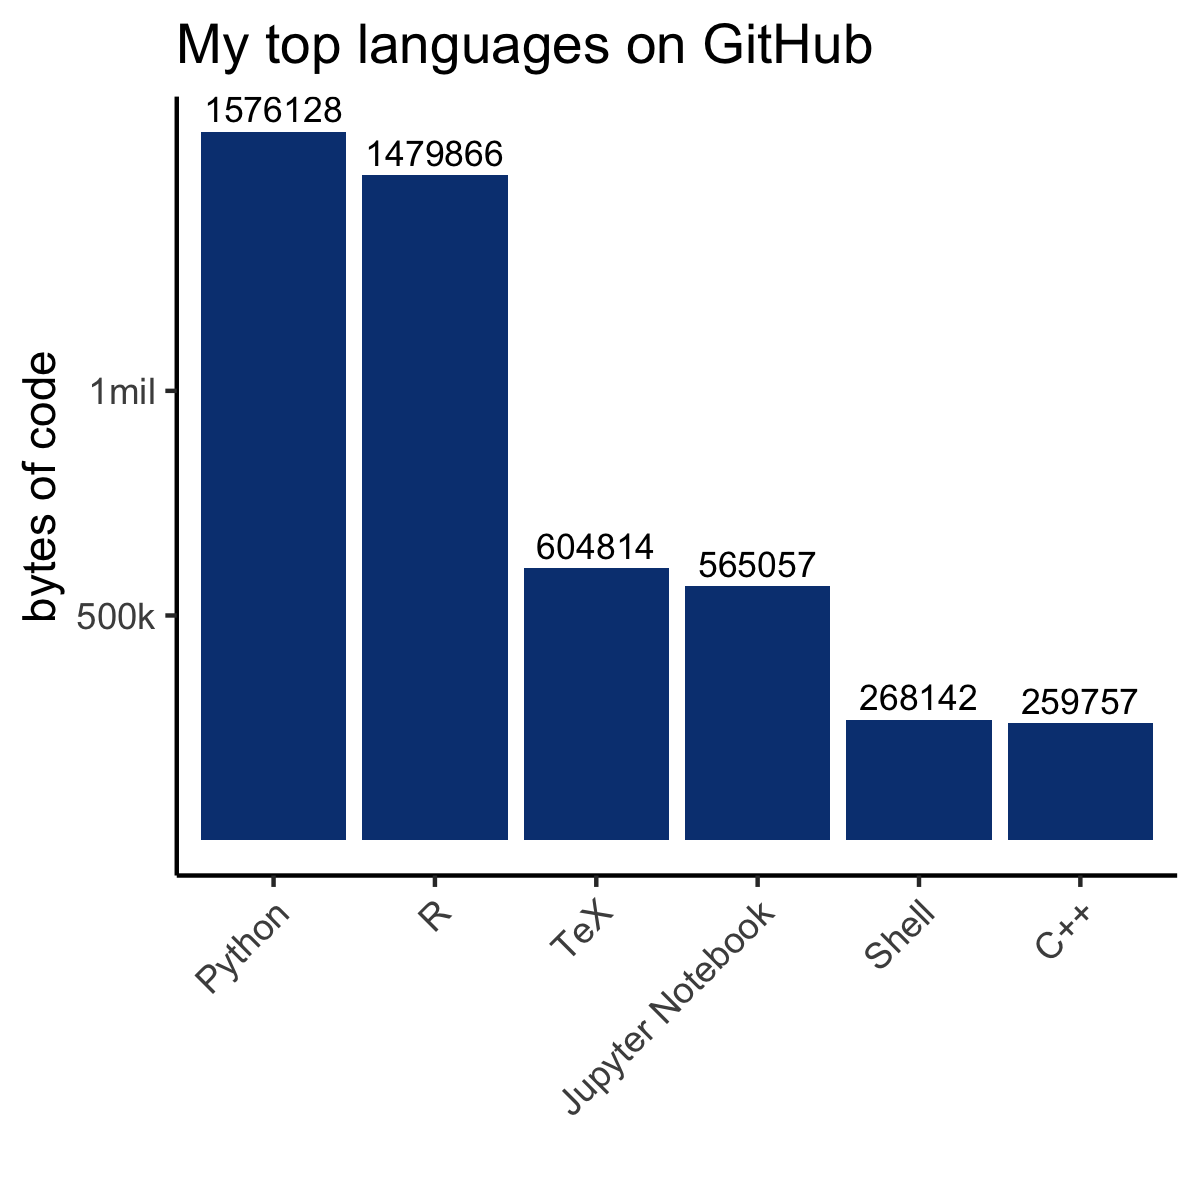 My top languages on GitHub
1576128
1479866
604814
565057
268142
259757
bytes of code
1mil
500k
Python
R
TeX
Jupyter Notebook
Shell
C++